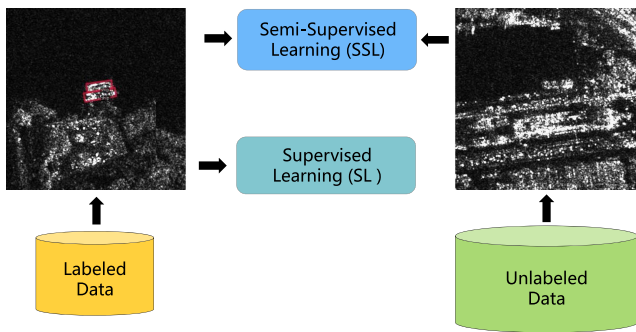 Semi-Supervised
Learning (SSL)
Supervised
Learning (SL )
Labeled
Data
Unlabeled
Data